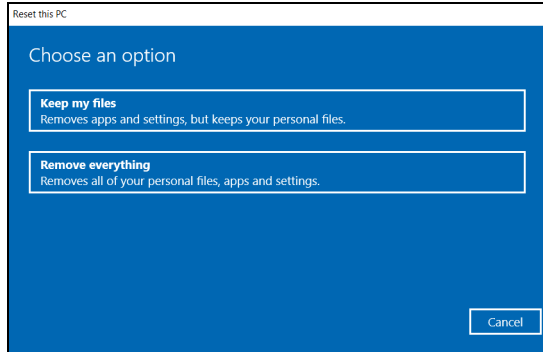 Reset this PC
Choose an option
Keep my files
Removes apps and settings, but keeps your personal files.
Remove everything
Removes all of your personal files, apps and settings.
Cancel